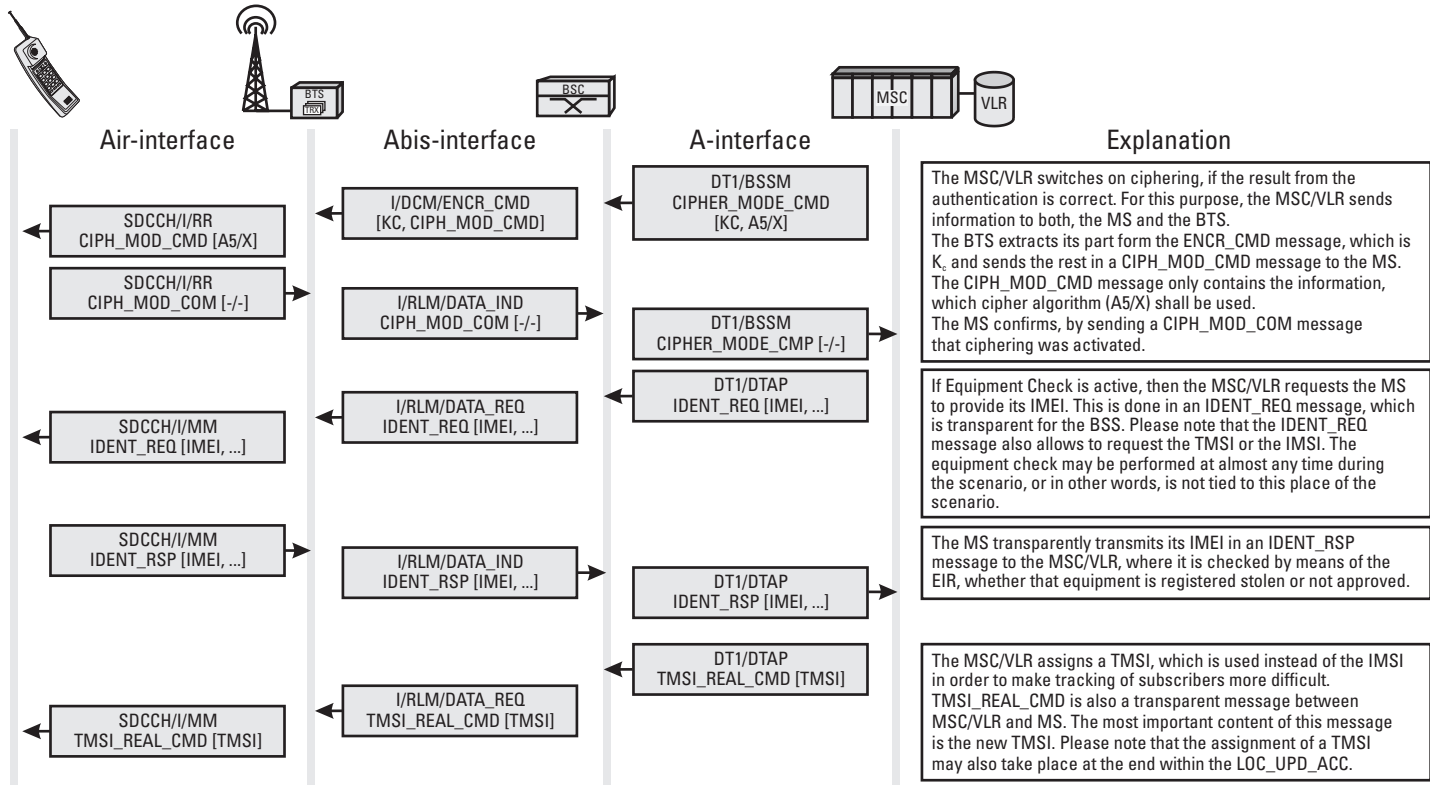 BTS
TRX
BSC
MSC
VLR
Air-interface
Abis-interface
A-interface
Explanation
DT1/BSSM
CIPHER_MODE_CMD
[KC, A5/X]
I/DCM/ENCR_CMD
[KC, CIPH_MOD_CMD]
SDCCH/I/RR
CIPH_MOD_CMD [A5/X]
SDCCH/I/RR
CIPH_MOD_COM [-/-]
I/RLM/DATA_IND
CIPH_MOD_COM [-/-]
DT1/BSSM
CIPHER_MODE_CMP [-/-]
The MSC/VLR switches on ciphering, if the result from the
authentication is correct. For this purpose, the MSC/VLR sends
information to both, the MS and the BTS.
The BTS extracts its part form the ENCR_CMD message, which is
Kc and sends the rest in a CIPH_MOD_CMD message to the MS.
The CIPH_MOD_CMD message only contains the information,
which cipher algorithm (A5/X) shall be used.
The MS confirms, by sending a CIPH_MOD_COM message
that ciphering was activated.
DT1/DTAP
IDENT_REQ [IMEI, ...]
I/RLM/DATA_REQ
IDENT_REQ [IMEI, ...]
SDCCH/I/MM
IDENT_REQ [IMEI, ...]
If Equipment Check is active, then the MSC/VLR requests the MS
to provide its IMEI. This is done in an IDENT_REQ message, which
is transparent for the BSS. Please note that the IDENT_REQ
message also allows to request the TMSI or the IMSI. The
equipment check may be performed at almost any time during
the scenario, or in other words, is not tied to this place of the
scenario.
SDCCH/I/MM
IDENT_RSP [IMEI, ...]
I/RLM/DATA_IND
IDENT_RSP [IMEI, ...]
DT1/DTAP
IDENT_RSP [IMEI, ...]
The MS transparently transmits its IMEI in an IDENT_RSP
message to the MSC/VLR, where it is checked by means of the
EIR, whether that equipment is registered stolen or not approved.
DT1/DTAP
TMSI_REAL_CMD [TMSI]
I/RLM/DATA_REQ
TMSI_REAL_CMD [TMSI]
SDCCH/I/MM
TMSI_REAL_CMD [TMSI]
The MSC/VLR assigns a TMSI, which is used instead of the IMSI
in order to make tracking of subscribers more difficult.
TMSI_REAL_CMD is also a transparent message between
MSC/VLR and MS. The most important content of this message
is the new TMSI. Please note that the assignment of a TMSI
may also take place at the end within the LOC_UPD_ACC.